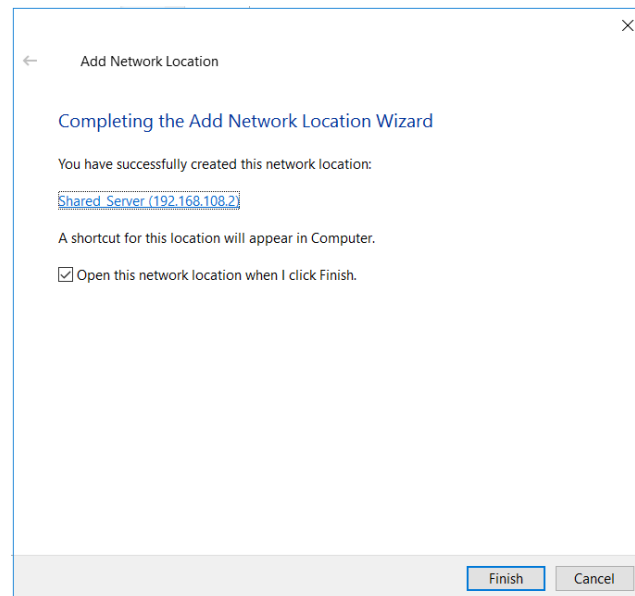 Add Network Location
Completing the Add Network Location Wizard
You have successfully created this network location:
Shared_Server (192.168.108.2)
A shortcut for this location will appear in Computer.
Open this network location when I click Finish.
Finish Cancel